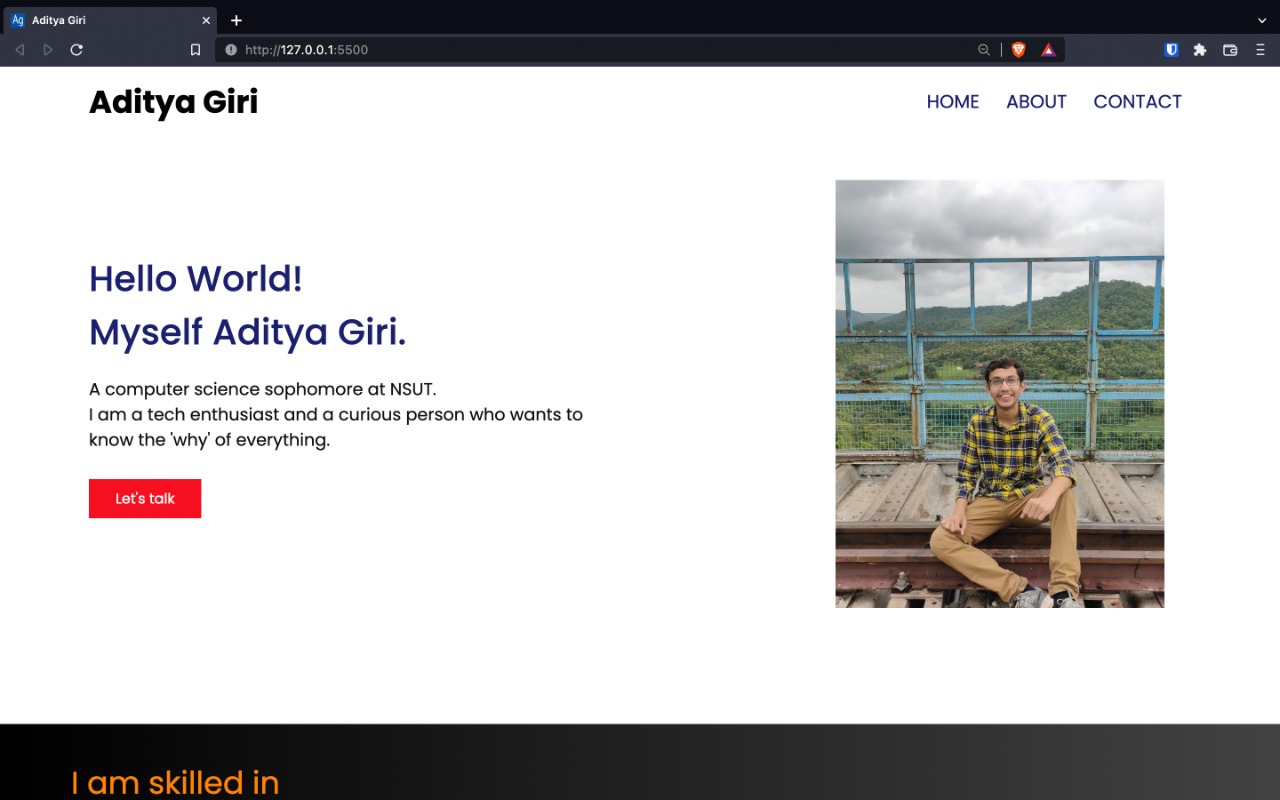 Ag Aditya Giri
http://127.0.0.1:5500
Aditya Giri
HOME ABOUT CONTACT
Hello World!
Myself Aditya Giri.
A computer science sophomore at NSUT.
I am a tech enthusiast and a curious person who wants to
know the 'why' of everything.
Let's talk
I am skilled in